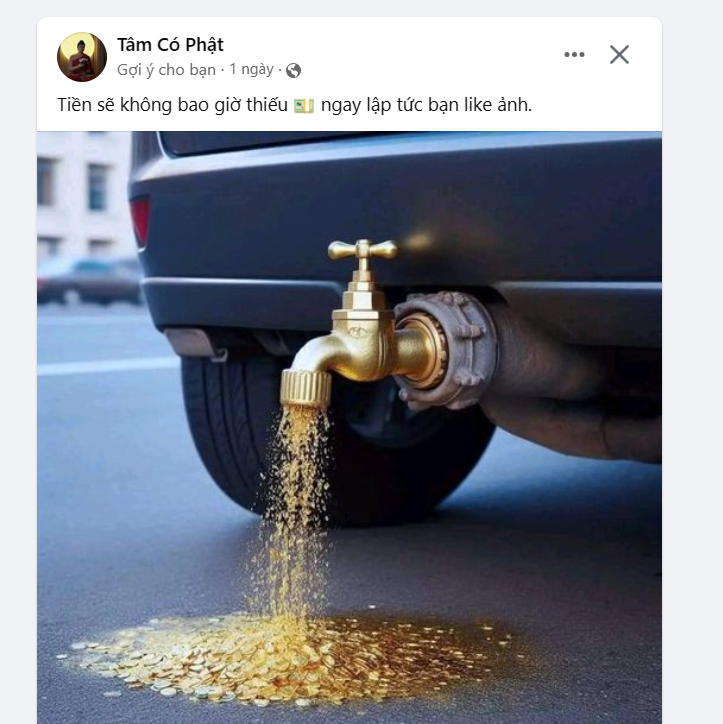 Tâm Có Phật
Gợi ý cho bạn · 1 ngày ·
Tiền sẽ không bao giờ thiếu 💵 ngay lập tức bạn like ảnh.